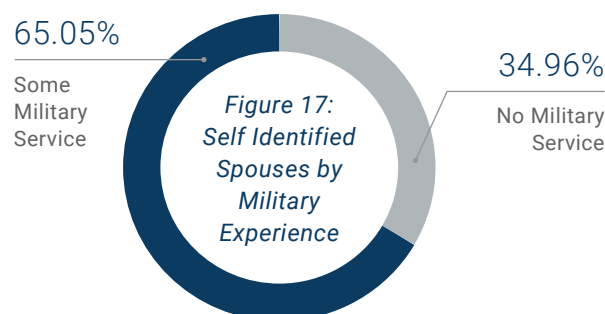 65.05%
Some
Military
Service
Figure 17:
Self Identified
Spouses by
Military
Experience
34.96%
No Military
Service